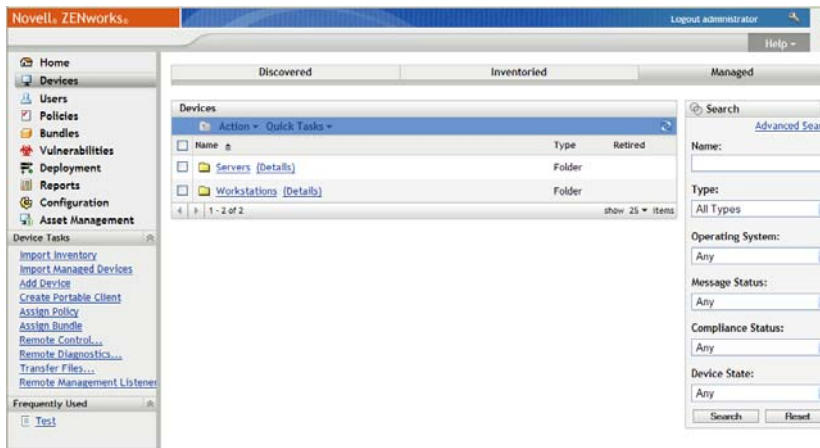 Novell® ZENworks®
Logout administrator
Help
Home
Devices
Users
Policies
Bundles
Vulnerabilities
Deployment
Reports
Configuration
Asset Management
Device Tasks
Import Inventory
Import Managed Devices
Add Device
Create Portable Client
Assign Policy
Assign Bundle
Remote Control...
Remote Diagnostics...
Transfer Files...
Remote Management Listener
Frequently Used
Test
Discovered Inventoried Managed
Devices
Action Quick Tasks
Name Type Retired
Servers (Details) Folder
Workstations (Details) Folder
1 - 2 of 2 show 25 items
Search
Advanced Sear
Name:
Type:
All Types
Operating System:
Any
Message Status:
Any
Compliance Status:
Any
Device State:
Any
Search Reset